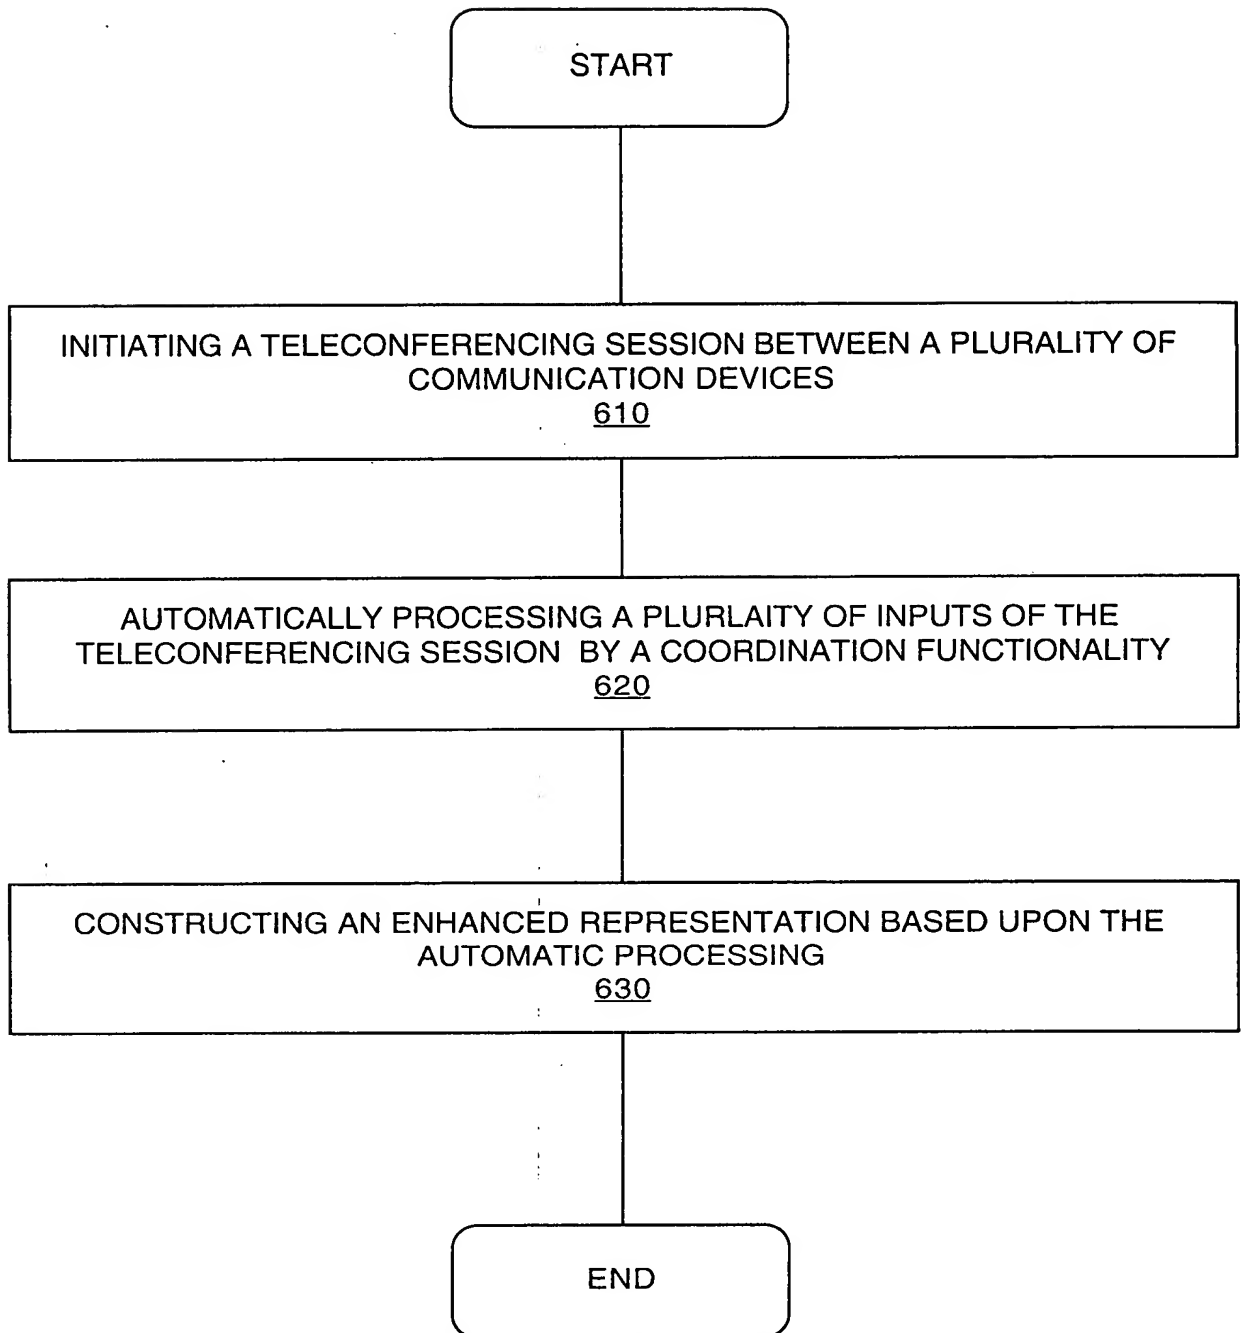 START
INITIATING A TELECONFERENCING SESSION BETWEEN A PLURALITY OF
COMMUNICATION DEVICES
610
AUTOMATICALLY PROCESSING A PLURLAITY OF INPUTS OF THE
TELECONFERENCING SESSION BY A COORDINATION FUNCTIONALITY
620
CONSTRUCTING AN ENHANCED REPRESENTATION BASED UPON THE
AUTOMATIC PROCESSING
630
END